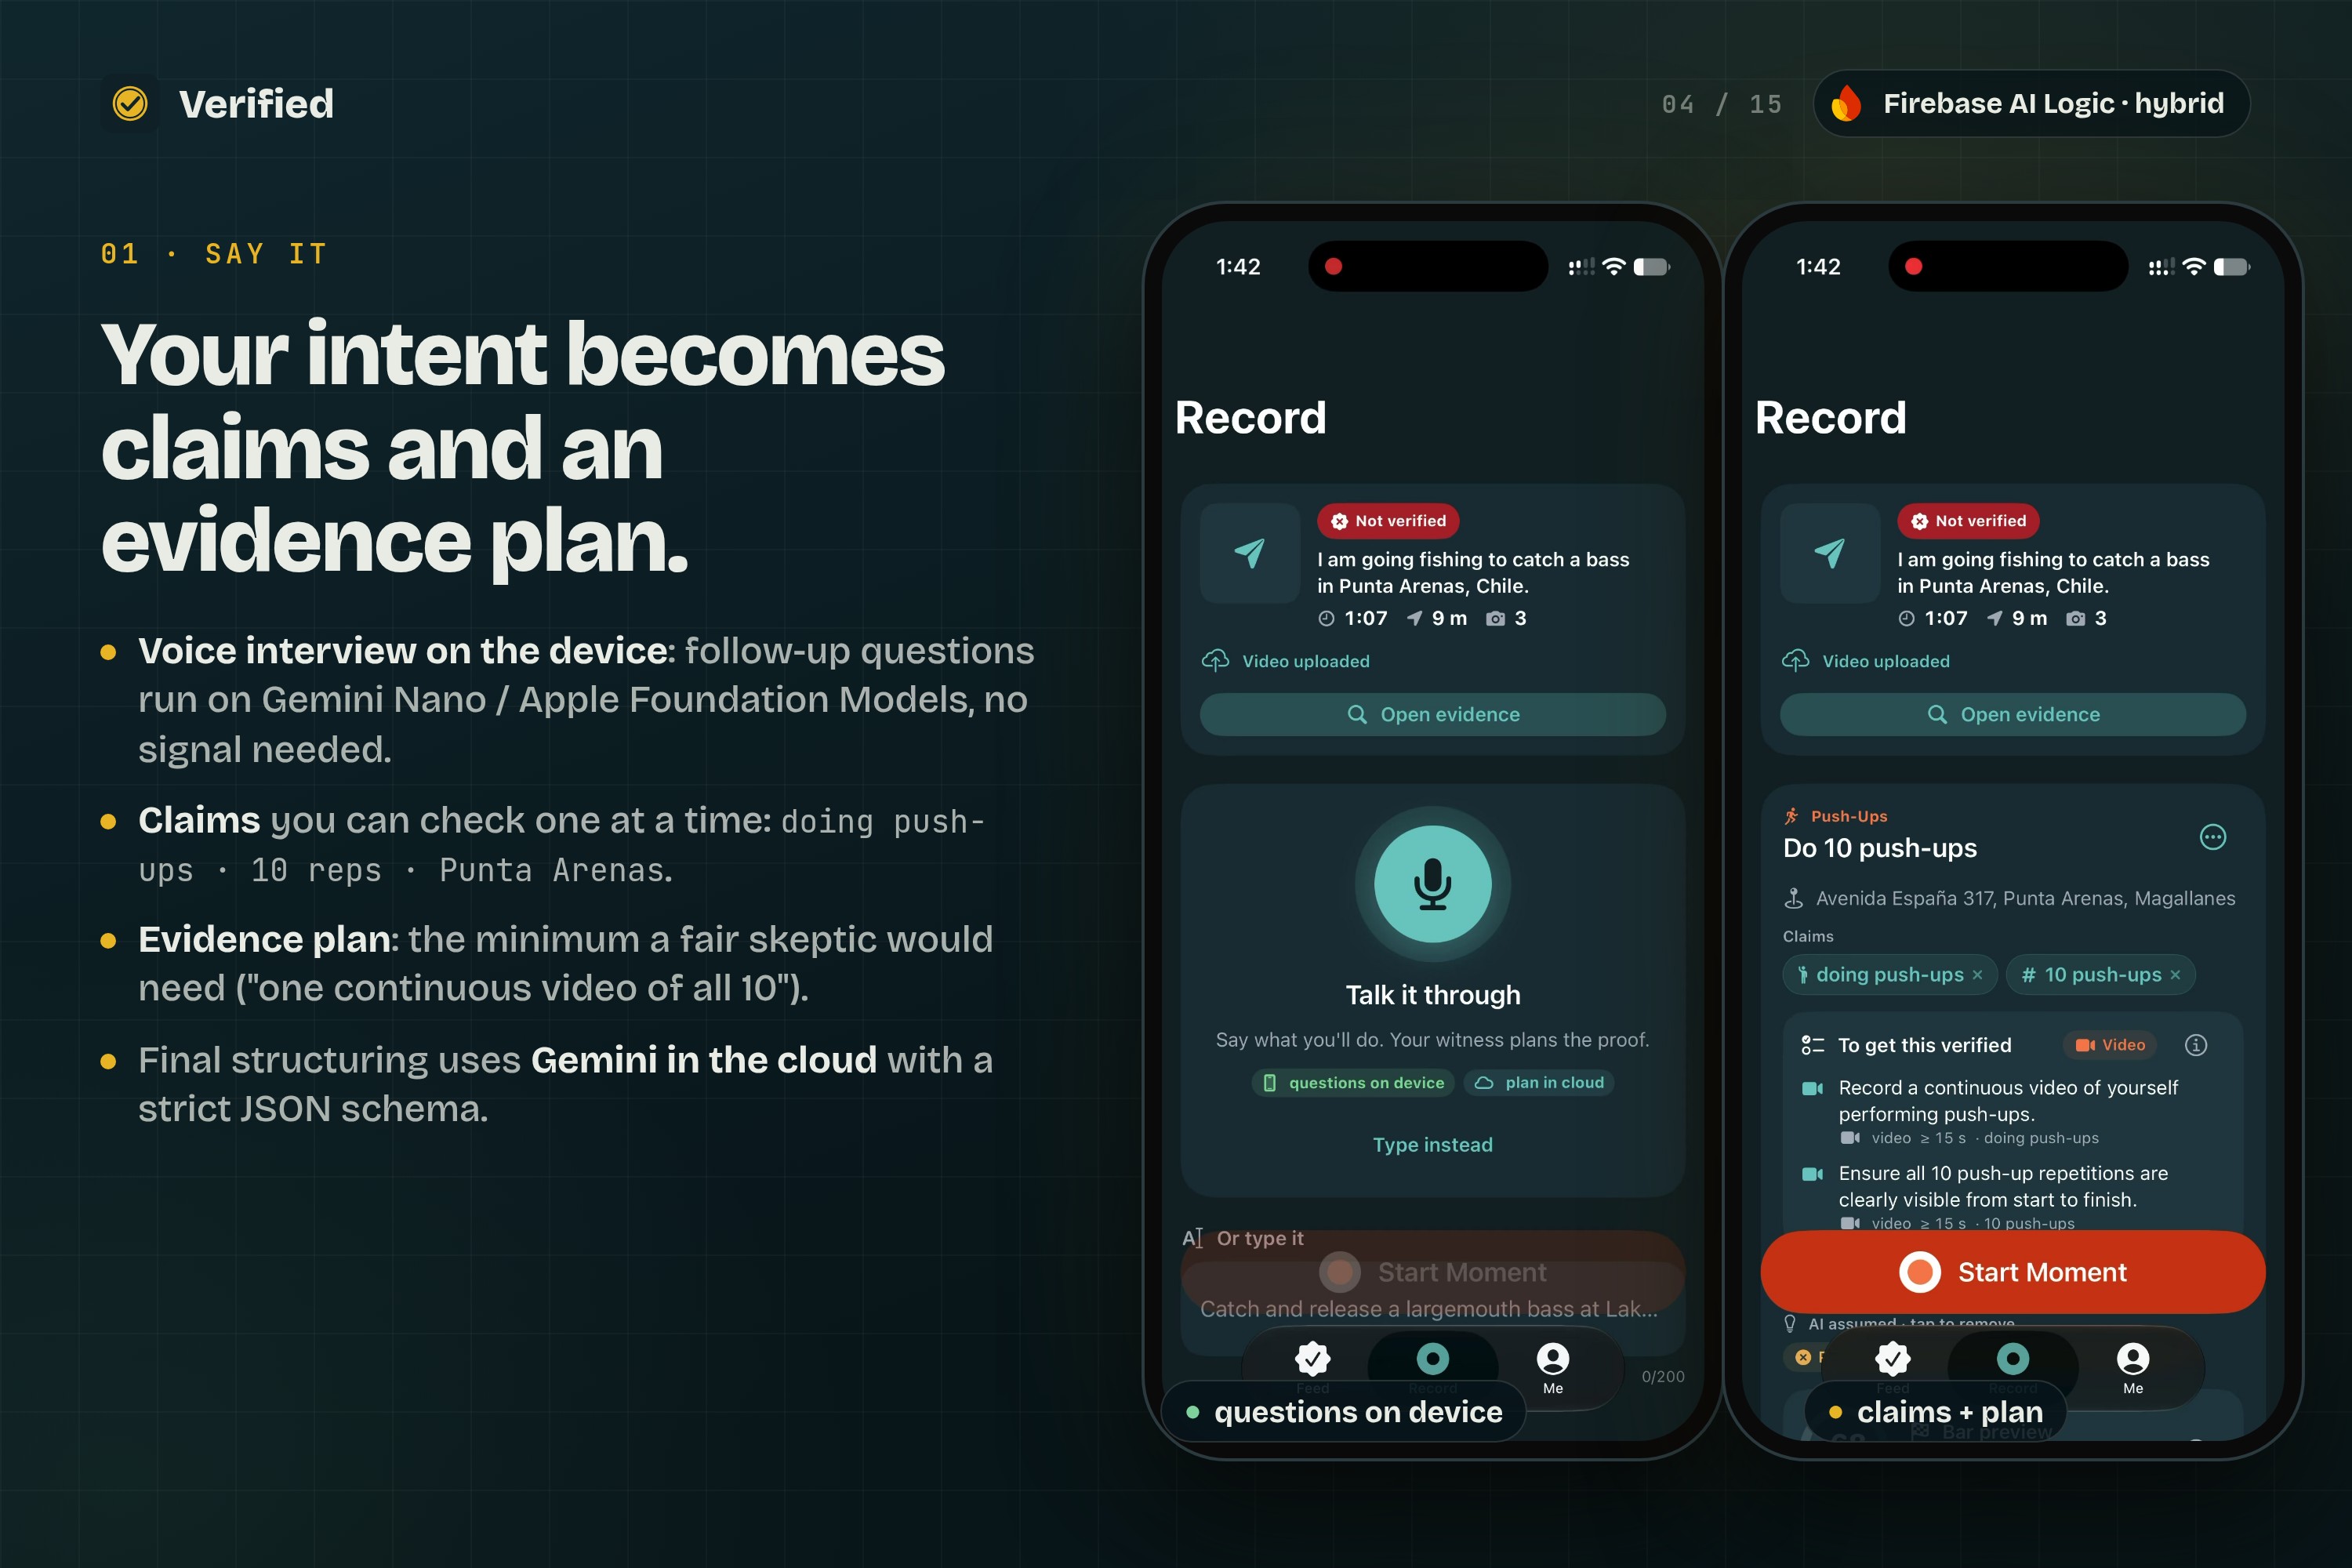 Verified
04 / 15
Firebase AI Logic · hybrid
01 · SAY IT
Your intent becomes
claims and an
evidence plan.
Voice interview on the device: follow-up questions
run on Gemini Nano / Apple Foundation Models, no
signal needed.
Claims you can check one at a time: doing push-
ups · 10 reps · Punta Arenas.
Evidence plan: the minimum a fair skeptic would
need ("one continuous video of all 10").
Final structuring uses Gemini in the cloud with a
strict JSON schema.
1:42
Record
Not verified
I am going fishing to catch a bass
in Punta Arenas, Chile.
1:07 9 m 3
Video uploaded
Open evidence
Talk it through
Say what you'll do. Your witness plans the proof.
questions on device
plan in cloud
Type instead
Or type it
Start Moment
Catch and release a largemouth bass at Lak...
Feed
Record
Me
0/200
questions on device
1:42
Record
Not verified
I am going fishing to catch a bass
in Punta Arenas, Chile.
1:07 9 m 3
Video uploaded
Open evidence
Push-Ups
Do 10 push-ups
Avenida España 317, Punta Arenas, Magallanes
Claims
doing push-ups ×
# 10 push-ups ×
To get this verified
Video
Record a continuous video of yourself
performing push-ups.
video ≥ 15 s · doing push-ups
Ensure all 10 push-up repetitions are
clearly visible from start to finish.
video ≥ 15 s · 10 push-ups
Start Moment
AI assumed · tap to remove
Feed
Record
Me
claims + plan
Bar preview